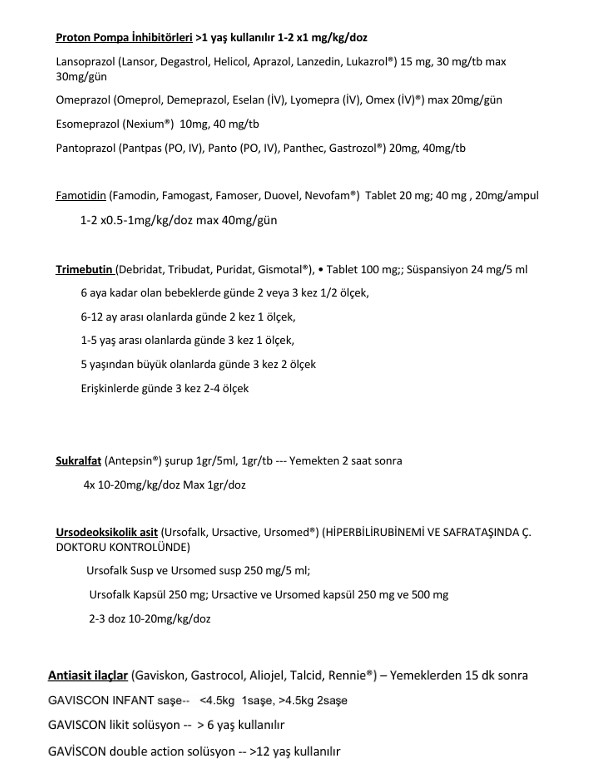 Proton Pompa İnhibitörleri >1 yaş kullanılır 1-2 x1 mg/kg/doz
Lansoprazol (Lansor, Degastrol, Helicol, Aprazol, Lanzedin, Lukazrol®) 15 mg, 30 mg/tb max
30mg/gün
Omeprazol (Omeprol, Demeprazol, Eselan (İV), Lyomepra (İV), Omex (İV)®) max 20mg/gün
Esomeprazol (Nexium®) 10mg, 40 mg/tb
Pantoprazol (Pantpas (PO, IV), Panto (PO, IV), Panthec, Gastrozol®) 20mg, 40mg/tb
Famotidin (Famodin, Famogast, Famoser, Duovel, Nevofam®) Tablet 20 mg; 40 mg , 20mg/ampul
1-2 x0.5-1mg/kg/doz max 40mg/gün
Trimebutin (Debridat, Tribudat, Puridat, Gismotal®), • Tablet 100 mg;; Süspansiyon 24 mg/5 ml
6 aya kadar olan bebeklerde günde 2 veya 3 kez 1/2 ölçek,
6-12 ay arası olanlarda günde 2 kez 1 ölçek,
1-5 yaş arası olanlarda günde 3 kez 1 ölçek,
5 yaşından büyük olanlarda günde 3 kez 2 ölçek
Erişkinlerde günde 3 kez 2-4 ölçek
Sukralfat (Antepsin®) şurup 1gr/5ml, 1gr/tb --- Yemekten 2 saat sonra
4x 10-20mg/kg/doz Max 1gr/doz
Ursodeoksikolik asit (Ursofalk, Ursactive, Ursomed®) (HİPERBİLİRUBİNEMİ VE SAFRATAŞINDA Ç.
DOKTORU KONTROLÜNDE)
Ursofalk Susp ve Ursomed susp 250 mg/5 ml;
Ursofalk Kapsül 250 mg; Ursactive ve Ursomed kapsül 250 mg ve 500 mg
2-3 doz 10-20mg/kg/doz
Antiasit ilaçlar (Gaviskon, Gastrocol, Aliojel, Talcid, Rennie®) – Yemeklerden 15 dk sonra
GAVISCON INFANT saşe-- <4.5kg 1saşe, >4.5kg 2saşe
GAVISCON likit solüsyon -- > 6 yaş kullanılır
GAVİSCON double action solüsyon -- >12 yaş kullanılır